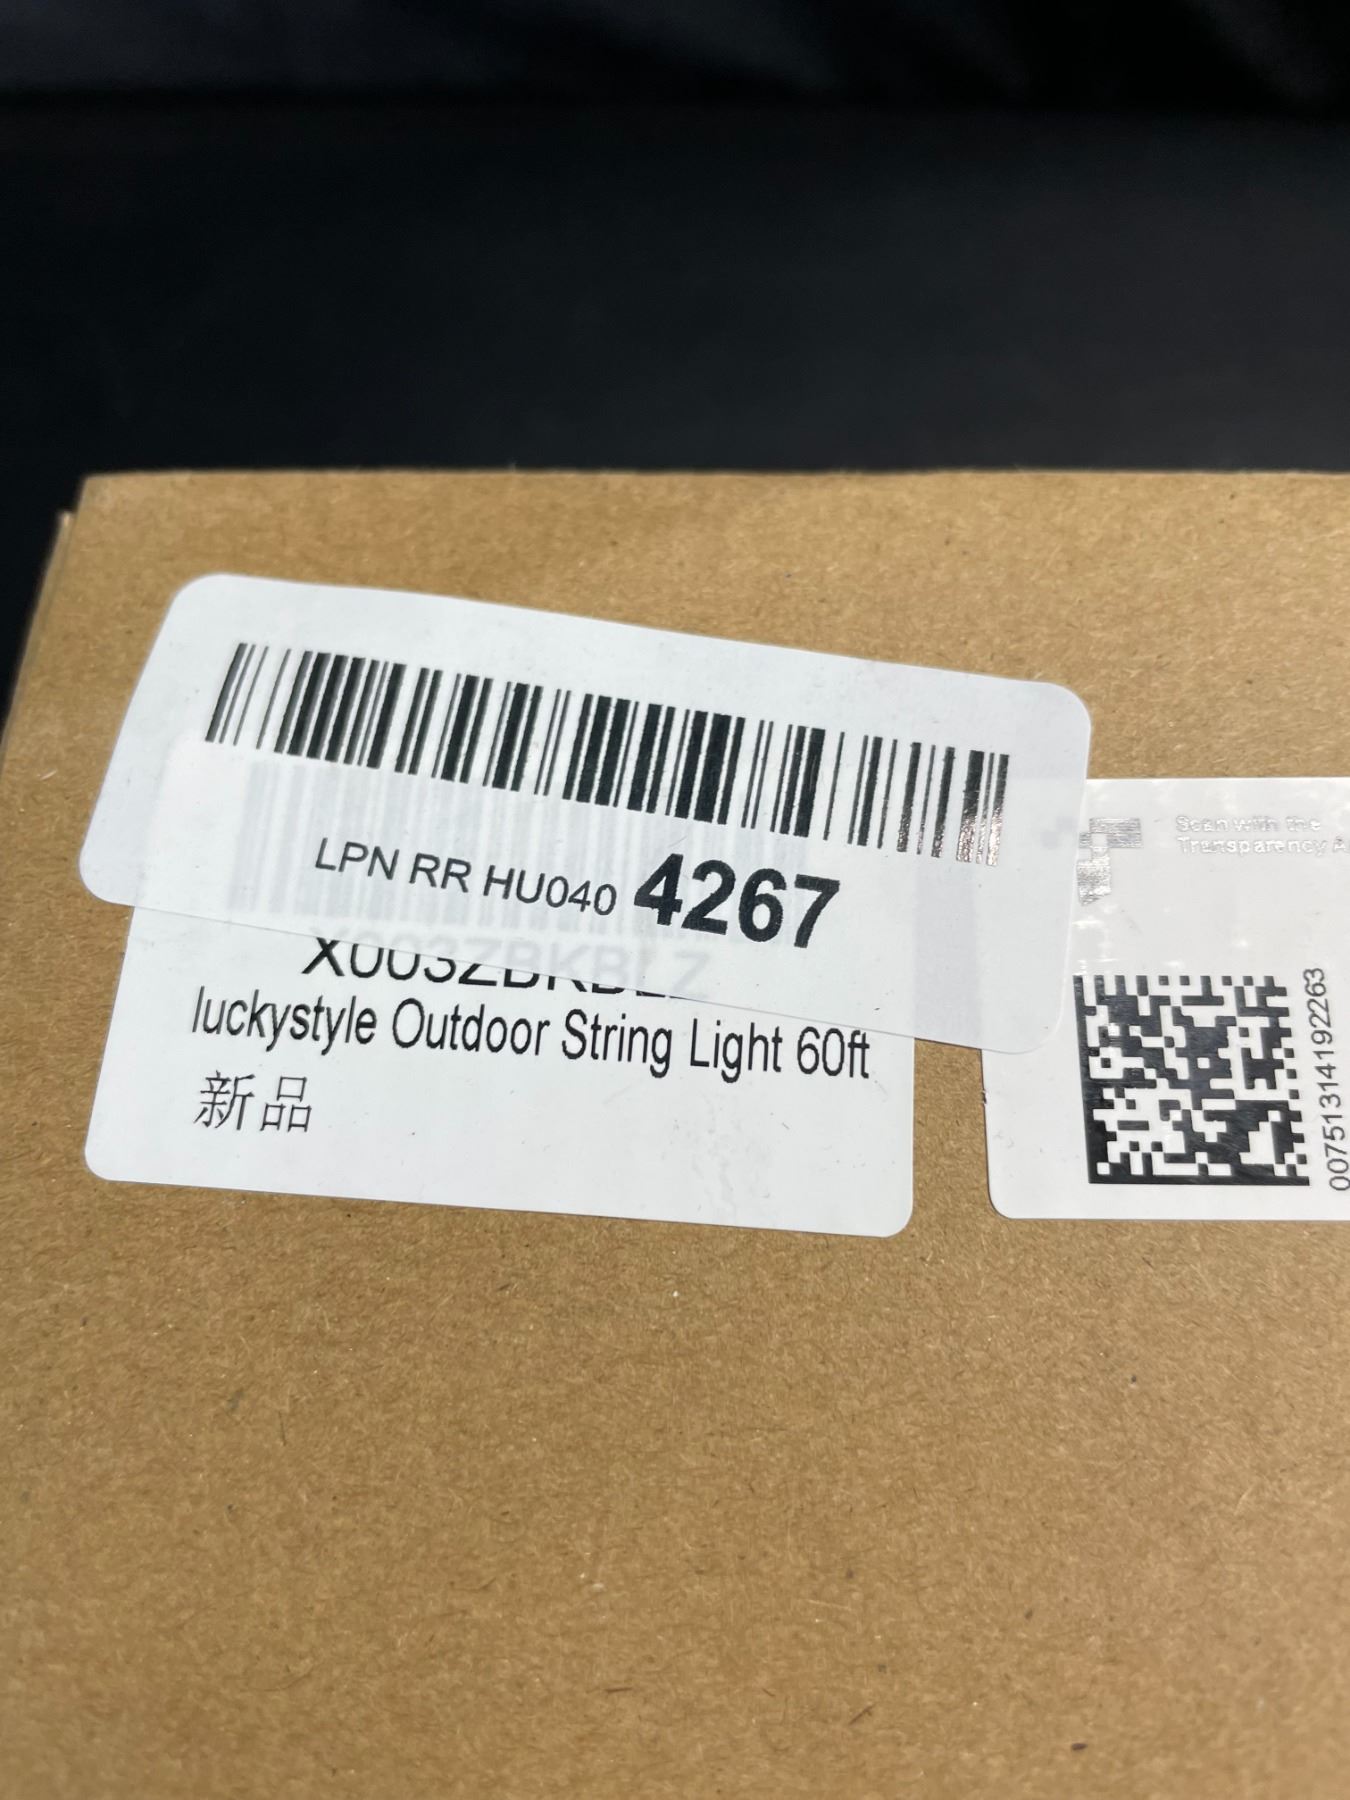 LPN RR HU040 4267
X003ZBKBLZ
luckystyle Outdoor String Light 60ft
新品
Scan with the
Transparency
00751314192263